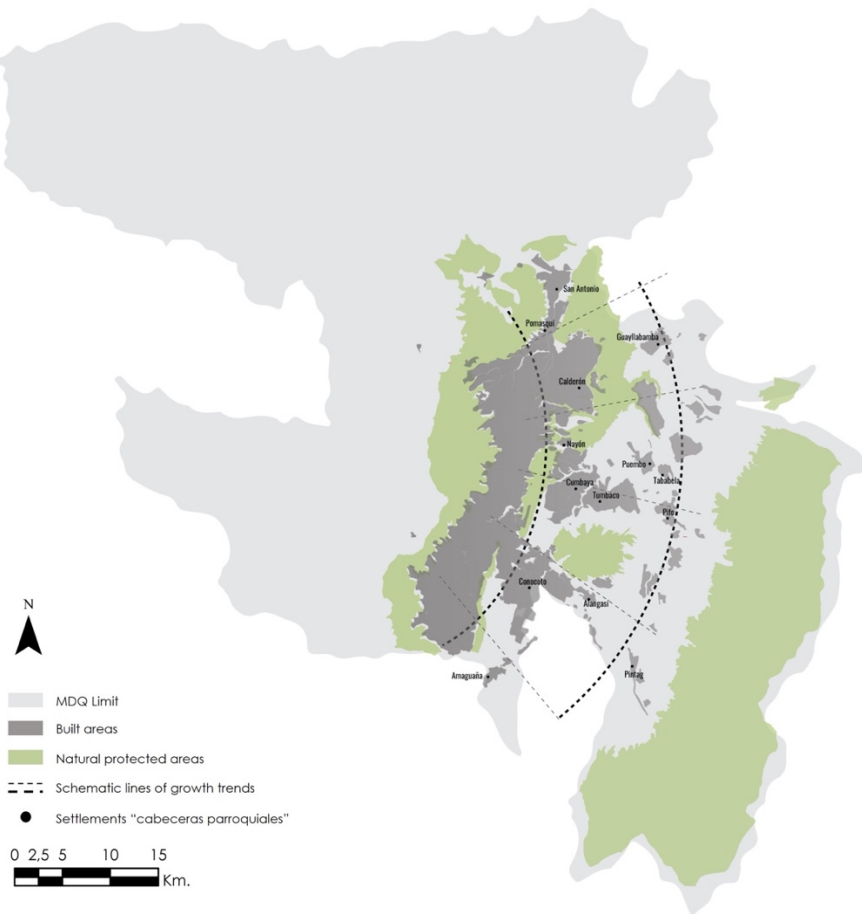 San Antonio
Pomasqui
Guayllabamba
Calderón
Nayón
Puembo
Tababela
Cumbaya
Tumbaco
Pifo
Conocoto
Alangasí
Pintag
Amaguaña
N
MDQ Limit
Built areas
Natural protected areas
Schematic lines of growth trends
Settlements “cabeceras parroquiales”
0 2,5 5 10 15
Km.